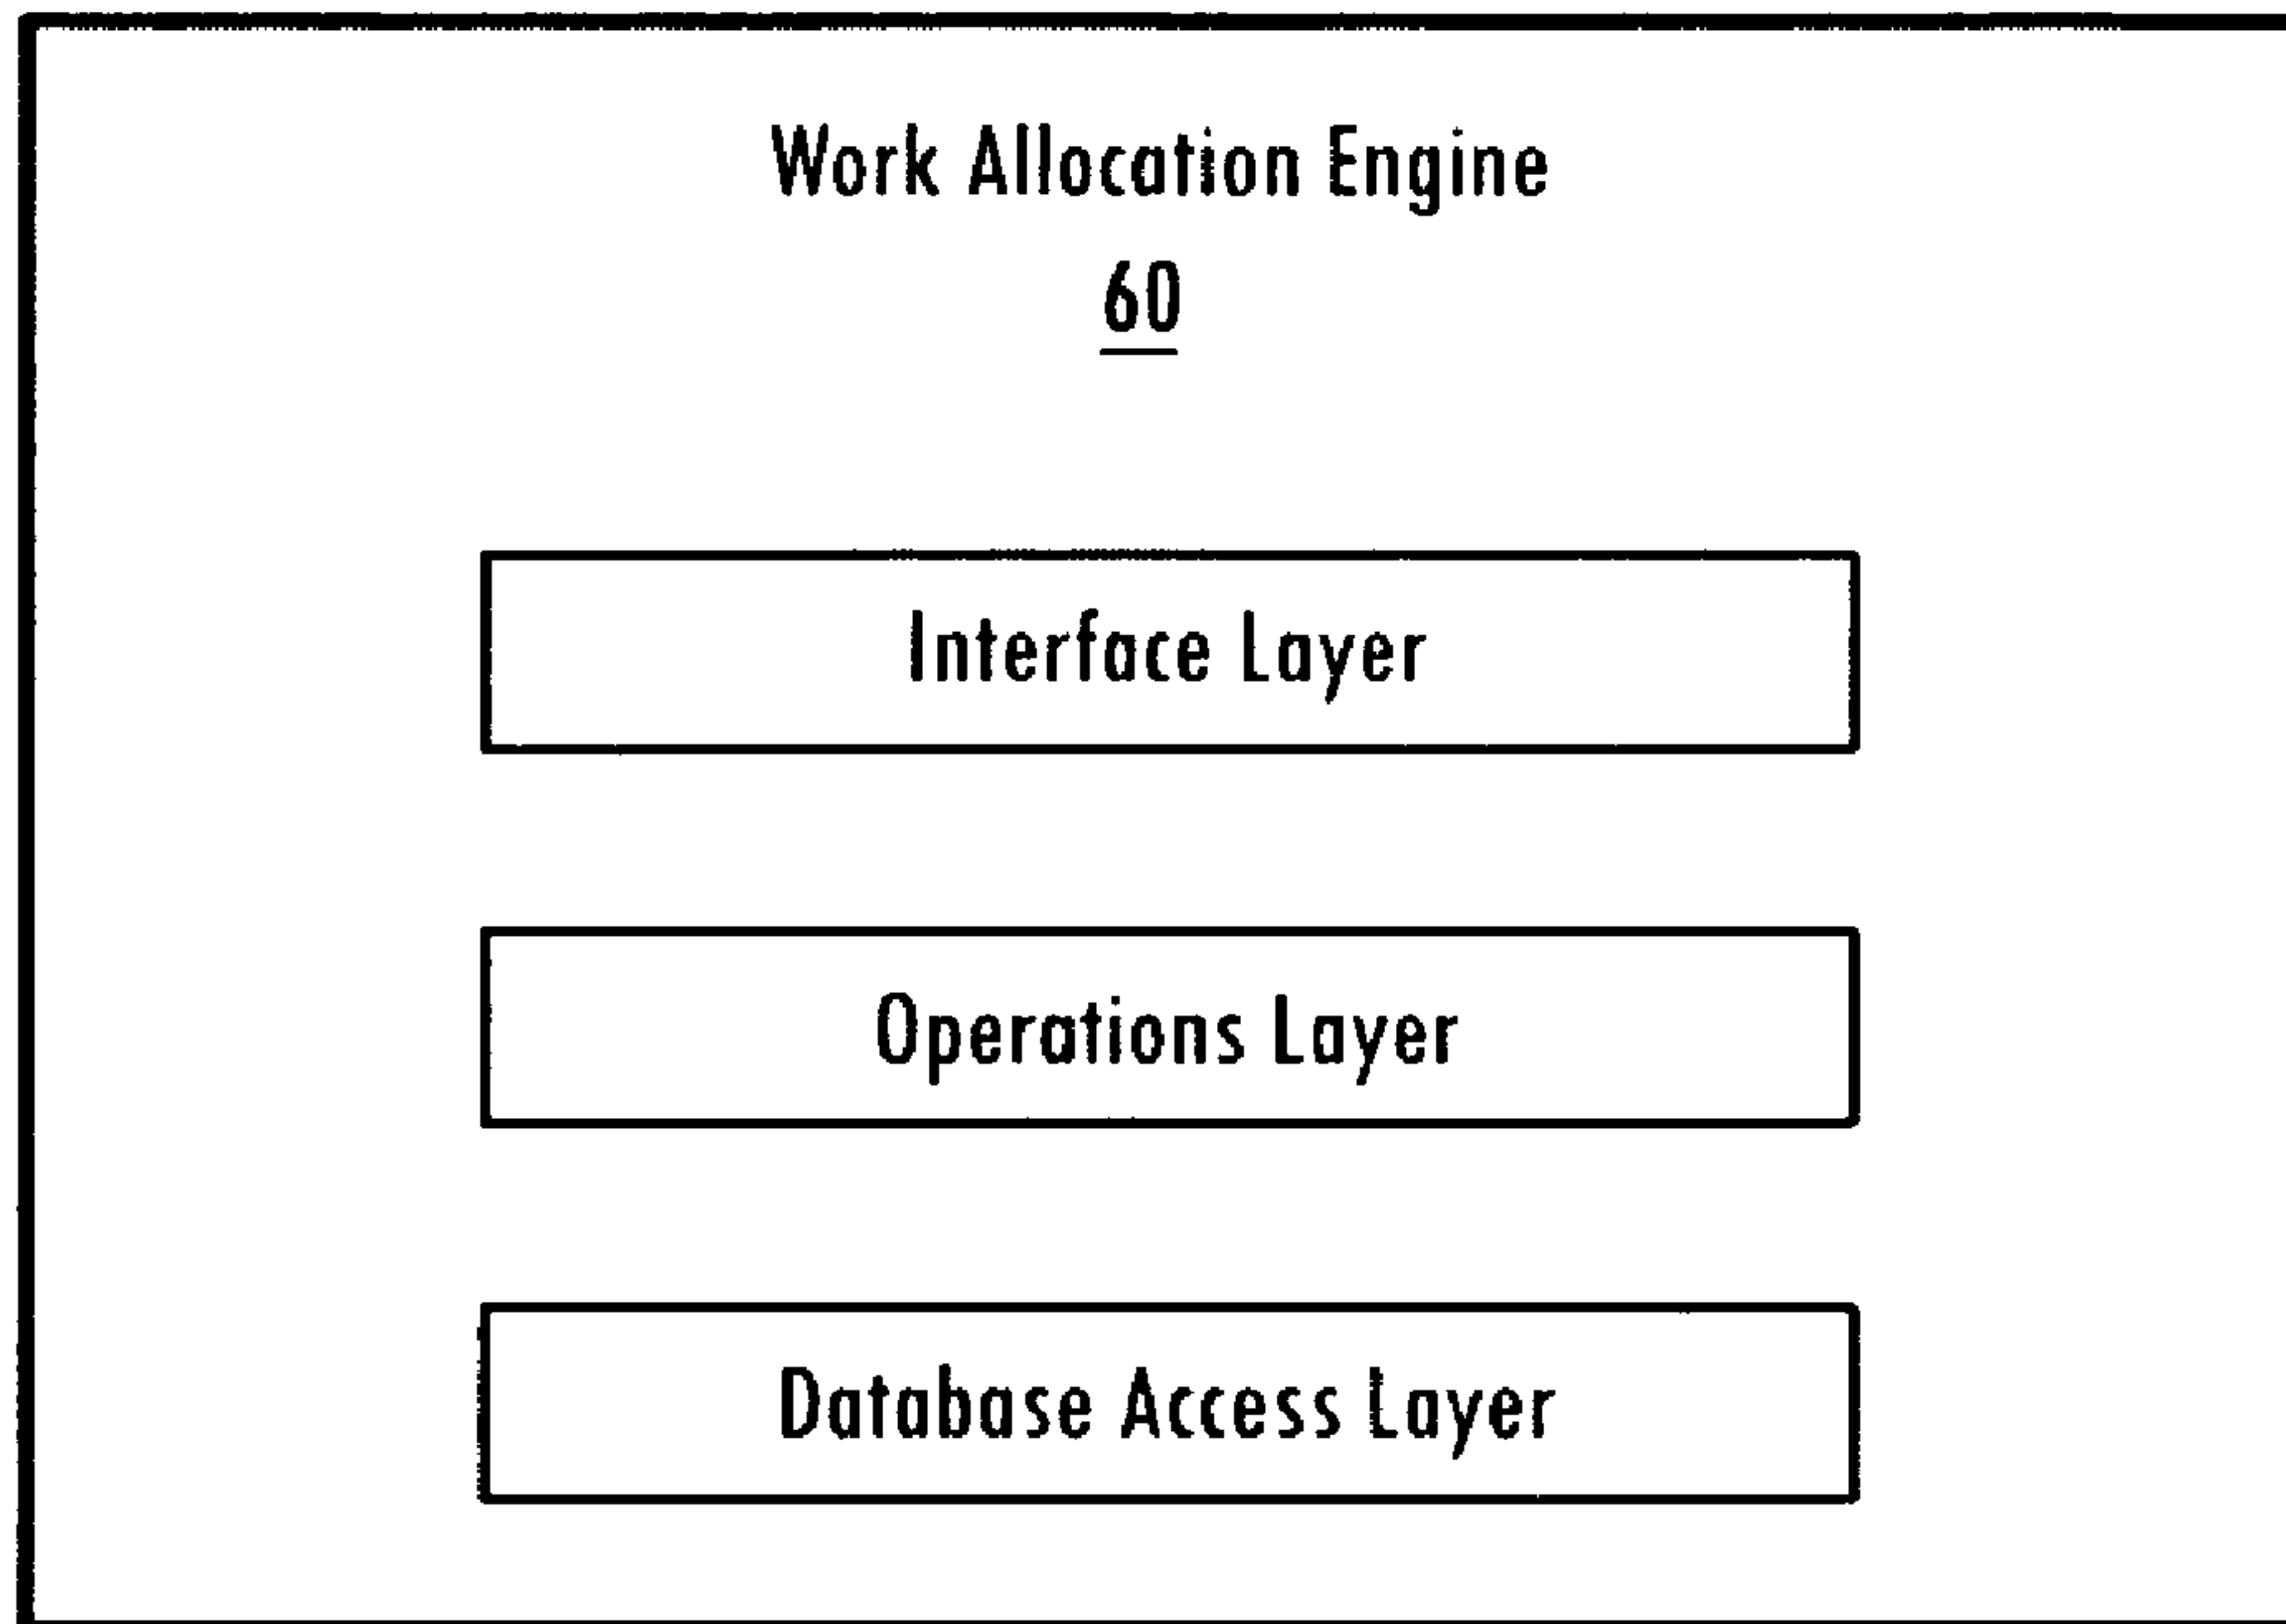 Work Allocation Engine
60
Interface Layer
Operations Layer
Database Access Layer